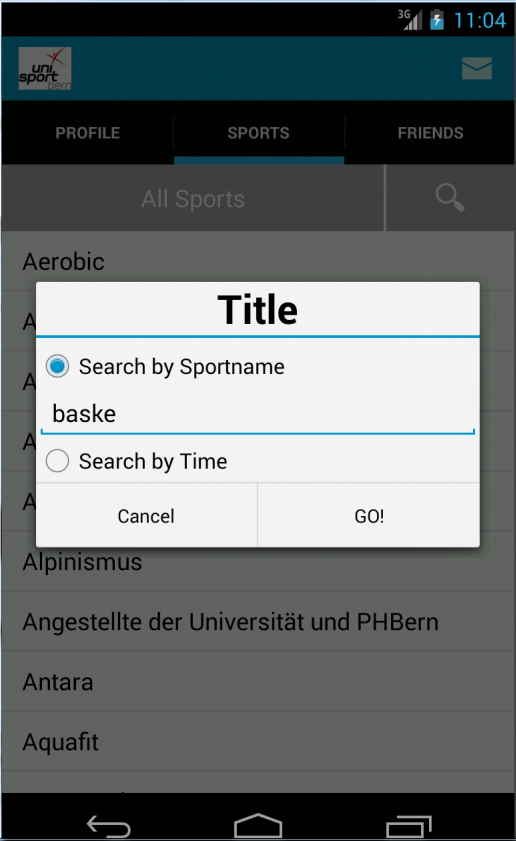 3G 11:04
uni
sport
bern
PROFILE SPORTS FRIENDS
All Sports
Aerobic
A
Title
A
Search by Sportname
baske
A
Search by Time
A
Cancel GO!
Alpinismus
Angestellte der Universität und PHBern
Antara
Aquafit